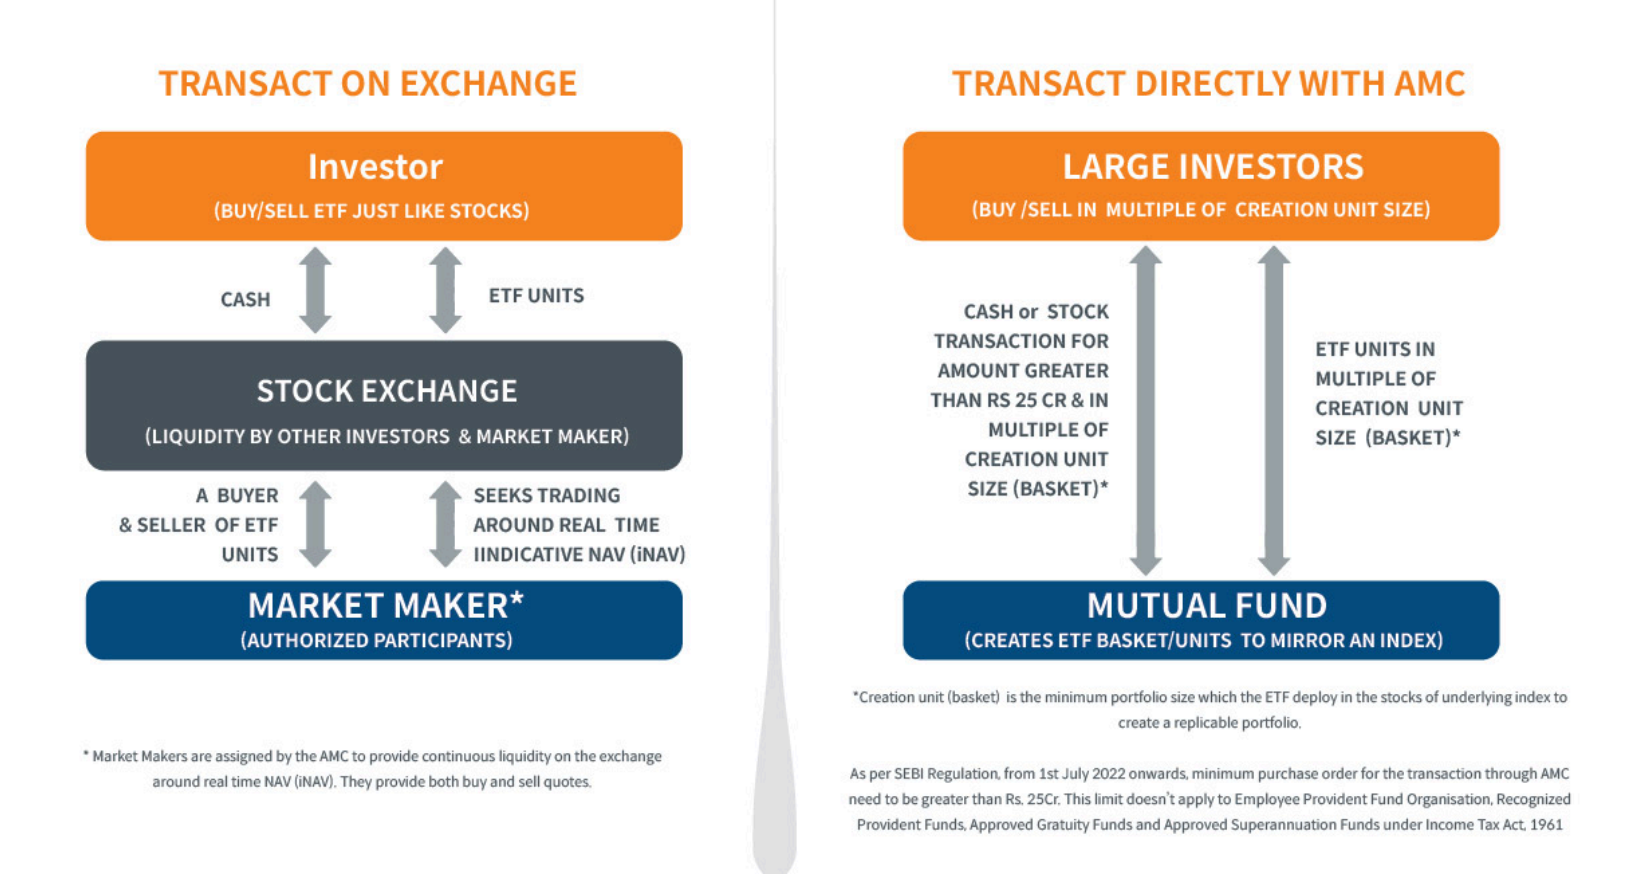 TRANSACT ON EXCHANGE
Investor
(BUY/SELL ETF JUST LIKE STOCKS)
CASH
ETF UNITS
STOCK EXCHANGE
(LIQUIDITY BY OTHER INVESTORS & MARKET MAKER)
A BUYER
& SELLER OF ETF
UNITS
SEEKS TRADING
AROUND REAL TIME
IINDICATIVE NAV (iNAV)
MARKET MAKER*
(AUTHORIZED PARTICIPANTS)
* Market Makers are assigned by the AMC to provide continuous liquidity on the exchange
around real time NAV (iNAV). They provide both buy and sell quotes.
TRANSACT DIRECTLY WITH AMC
LARGE INVESTORS
(BUY /SELL IN MULTIPLE OF CREATION UNIT SIZE)
CASH or STOCK
TRANSACTION FOR
AMOUNT GREATER
THAN RS 25 CR & IN
MULTIPLE OF
CREATION UNIT
SIZE (BASKET)*
ETF UNITS IN
MULTIPLE OF
CREATION UNIT
SIZE (BASKET)*
MUTUAL FUND
(CREATES ETF BASKET/UNITS TO MIRROR AN INDEX)
*Creation unit (basket) is the minimum portfolio size which the ETF deploy in the stocks of underlying index to
create a replicable portfolio.
As per SEBI Regulation, from 1st July 2022 onwards, minimum purchase order for the transaction through AMC
need to be greater than Rs. 25Cr. This limit doesn't apply to Employee Provident Fund Organisation, Recognized
Provident Funds, Approved Gratuity Funds and Approved Superannuation Funds under Income Tax Act, 1961